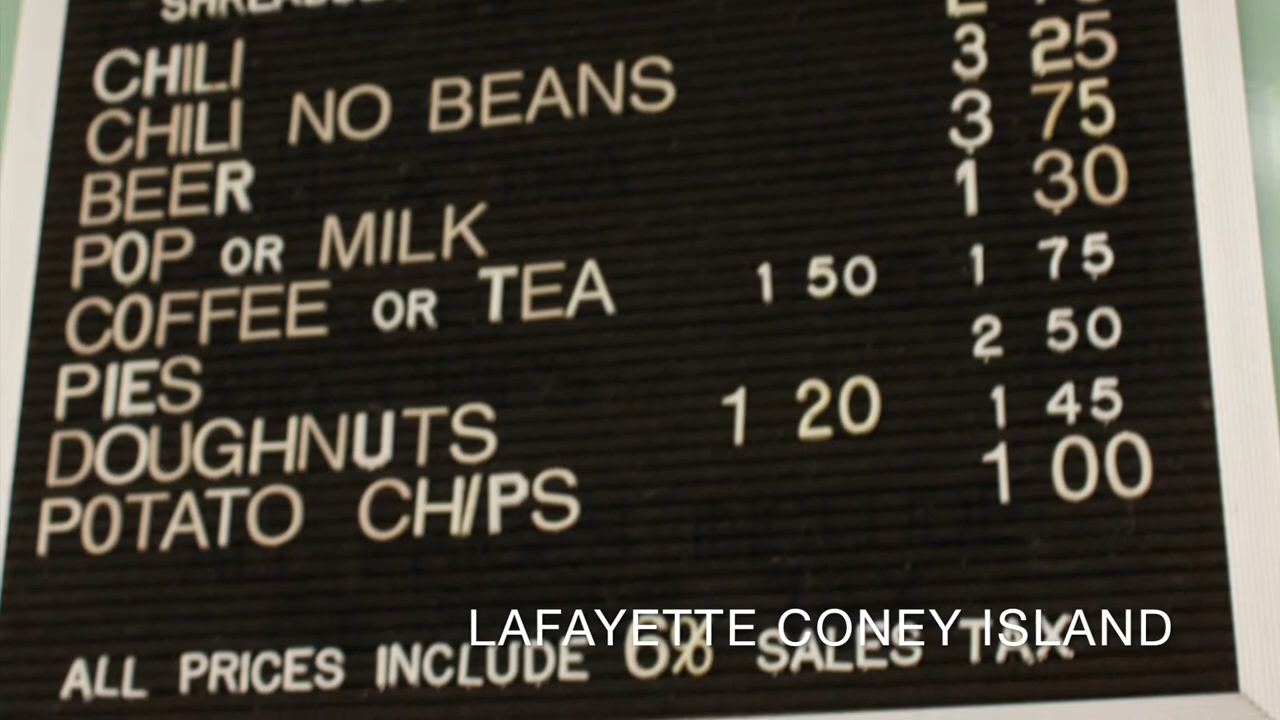 CHILI
CHILI NO BEANS 3 25
BEER 3 75
POP OR MILK 1 30
COFFEE OR TEA 1 50 1 75
PIES 2 50
DOUGHNUTS 1 20 1 45
POTATO CHIPS 1 00
LAFAYETTE CONEY ISLAND
ALL PRICES INCLUDE 6% SALES TAX